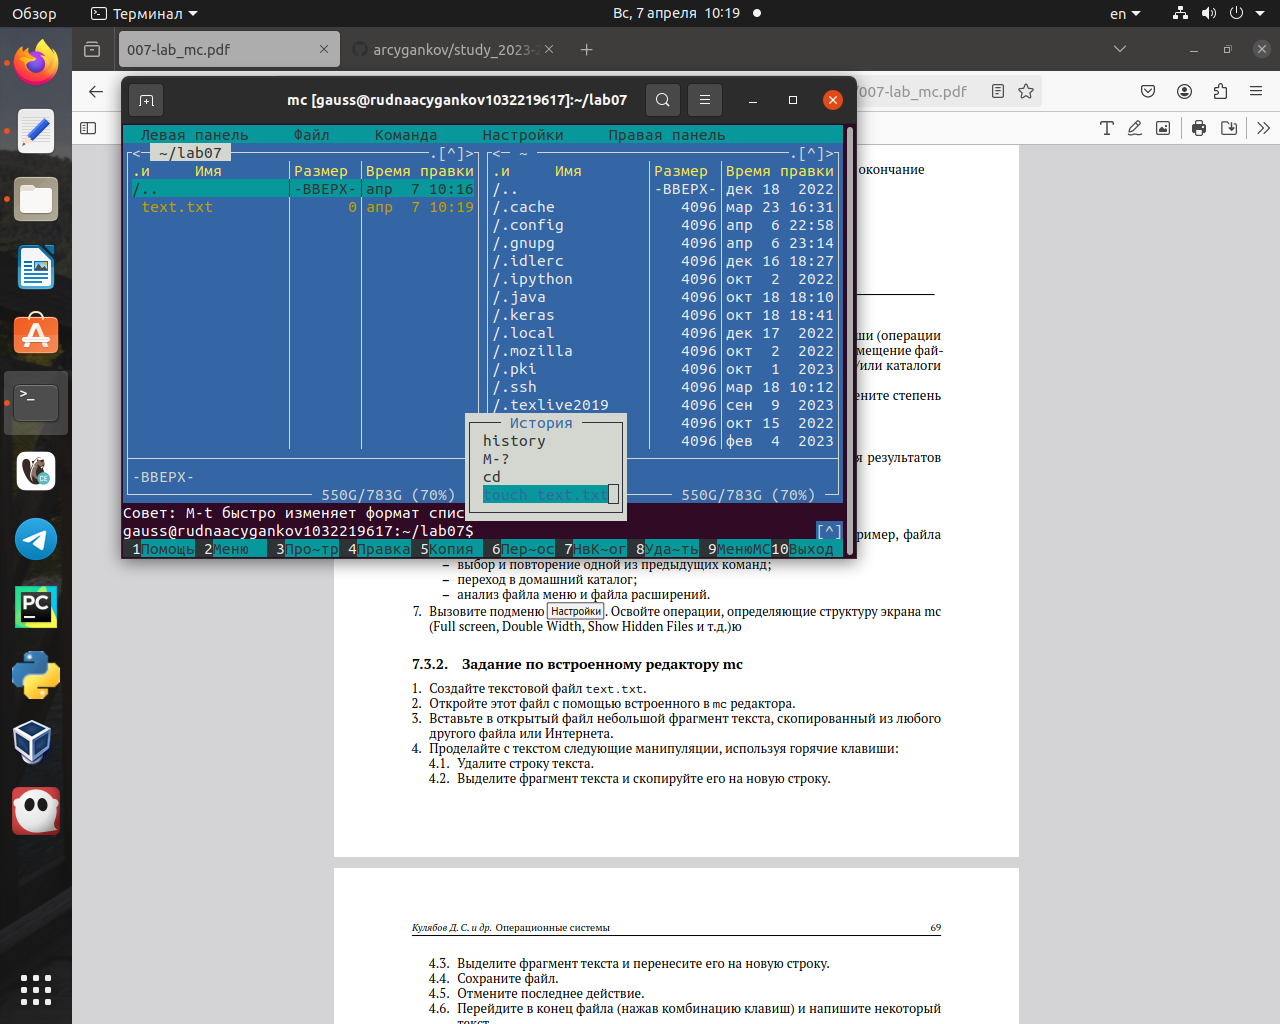 Обзор
Терминал
Вс, 7 апреля 10:19
en
007-lab_mc.pdf
arcygankov/study_2023-2
/007-lab_mc.pdf
mc [gauss@rudnaacygankov1032219617]:~/lab07
Левая панель Файл Команда Настройки Правая панель
<─ ~/lab07 .[^]>
<─ ~ .[^]>
.и Имя Размер Время правки
.и Имя Размер Время правки
/.. -ВВЕРХ- апр 7 10:16
text.txt 0 апр 7 10:19
/.. -ВВЕРХ- дек 18 2022
/.cache 4096 мар 23 16:31
/.config 4096 апр 6 22:58
/.gnupg 4096 апр 6 23:14
/.idlerc 4096 дек 16 18:27
/.ipython 4096 окт 2 2022
/.java 4096 окт 18 18:10
/.keras 4096 окт 18 18:41
/.local 4096 дек 17 2022
/.mozilla 4096 окт 2 2022
/.pki 4096 окт 1 2023
/.ssh 4096 мар 18 10:12
/.texlive2019 4096 сен 9 2023
4096 окт 15 2022
4096 фев 4 2023
История
history
M-?
cd
touch text.txt
-ВВЕРХ-
550G/783G (70%)
550G/783G (70%)
Совет: M-t быстро изменяет формат спис
gauss@rudnaacygankov1032219617:~/lab07$ [^]
1Помощь 2Меню 3Про~тр 4Правка 5Копия 6Пер~ос 7НвК~ог 8Уда~ть 9МенюМС 10Выход
окончание
ши (операции
мещение фай-
/или каталоги
ените степень
я результатов
ример, файла
– выбор и повторение одной из предыдущих команд;
– переход в домашний каталог;
– анализ файла меню и файла расширений.
7. Вызовите подменю Настройки. Освойте операции, определяющие структуру экрана mc
(Full screen, Double Width, Show Hidden Files и т.д.)ю
7.3.2. Задание по встроенному редактору mc
1. Создайте текстовой файл text.txt.
2. Откройте этот файл с помощью встроенного в mc редактора.
3. Вставьте в открытый файл небольшой фрагмент текста, скопированный из любого
другого файла или Интернета.
4. Проделайте с текстом следующие манипуляции, используя горячие клавиши:
4.1. Удалите строку текста.
4.2. Выделите фрагмент текста и скопируйте его на новую строку.
Кулябов Д. С. и др. Операционные системы 69
4.3. Выделите фрагмент текста и перенесите его на новую строку.
4.4. Сохраните файл.
4.5. Отмените последнее действие.
4.6. Перейдите в конец файла (нажав комбинацию клавиш) и напишите некоторый
текст